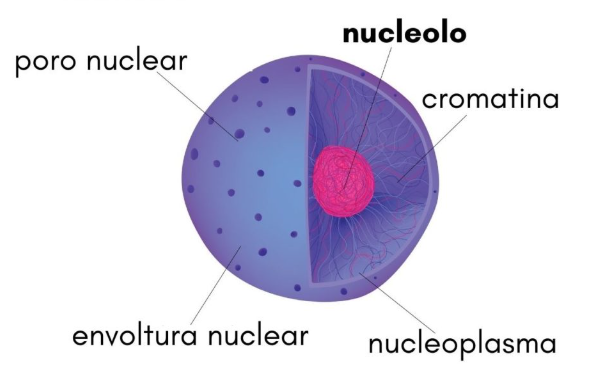 nucleolo
poro nuclear
cromatina
envoltura nuclear
nucleoplasma